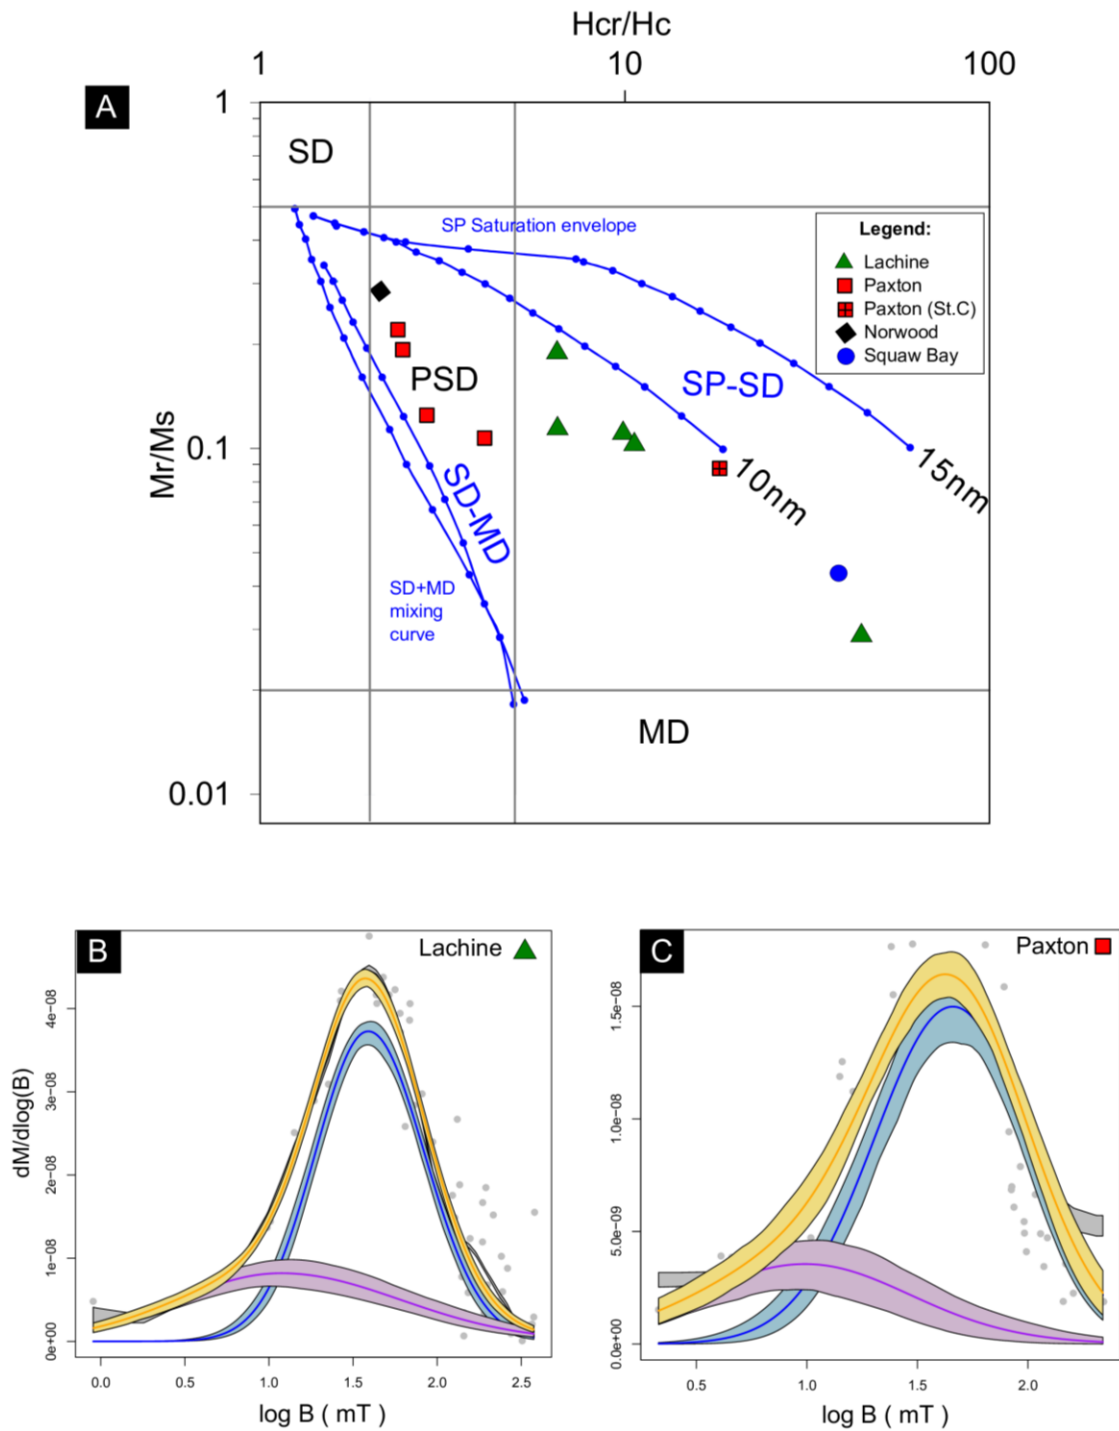 Hcr/Hc
1 10 100
A
1
SD
SP Saturation envelope
Legend:
Lachine
Paxton
Paxton (St.C)
Norwood
Squaw Bay
PSD
SP-SD
Mr/Ms
0.1
10nm
15nm
SD-MD
SD+MD
mixing
curve
MD
0.01
B
Lachine
dM/dlog(B)
4e-08
3e-08
2e-08
1e-08
0e+00
0.0 0.5 1.0 1.5 2.0 2.5
log B ( mT )
C
Paxton
1.5e-08
1.0e-08
5.0e-09
0.0e+00
0.5 1.0 1.5 2.0
log B ( mT )